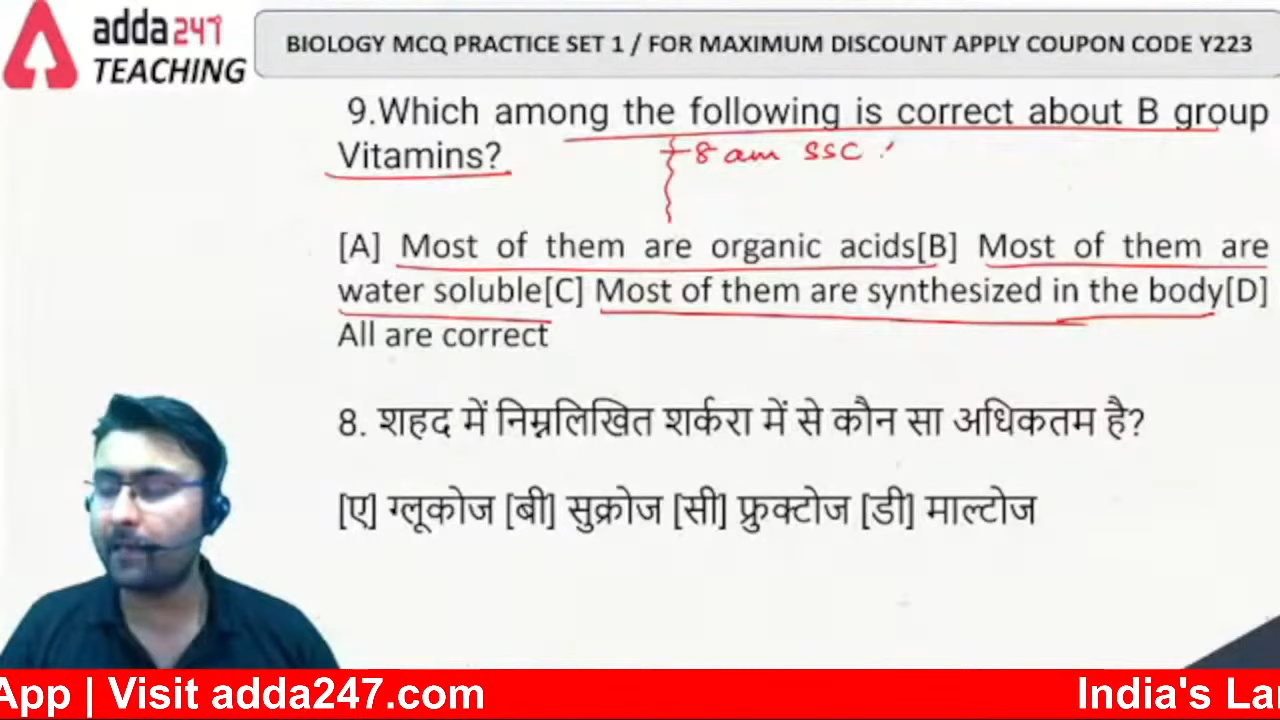 adda247
TEACHING
BIOLOGY MCQ PRACTICE SET 1 / FOR MAXIMUM DISCOUNT APPLY COUPON CODE Y223
9.Which among the following is correct about B group
Vitamins?
8 am SSC :
[A] Most of them are organic acids[B] Most of them are
water soluble[C] Most of them are synthesized in the body[D]
All are correct
8. शहद में निम्नलिखित शर्करा में से कौन सा अधिकतम है?
[ए] ग्लूकोज [बी] सुक्रोज [सी] फ्रुक्टोज [डी] माल्टोज
App | Visit adda247.com
India's La